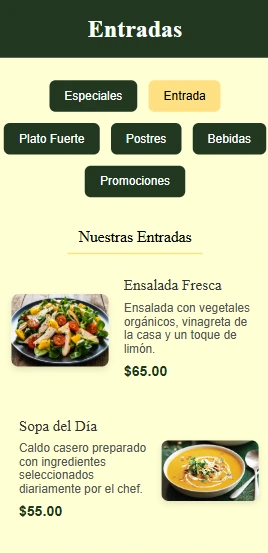 Entradas
Especiales
Entrada
Plato Fuerte
Postres
Bebidas
Promociones
Nuestras Entradas
Ensalada Fresca
Ensalada con vegetales
orgánicos, vinagreta de
la casa y un toque de
limón.
$65.00
Sopa del Día
Caldo casero preparado
con ingredientes
seleccionados
diariamente por el chef.
$55.00